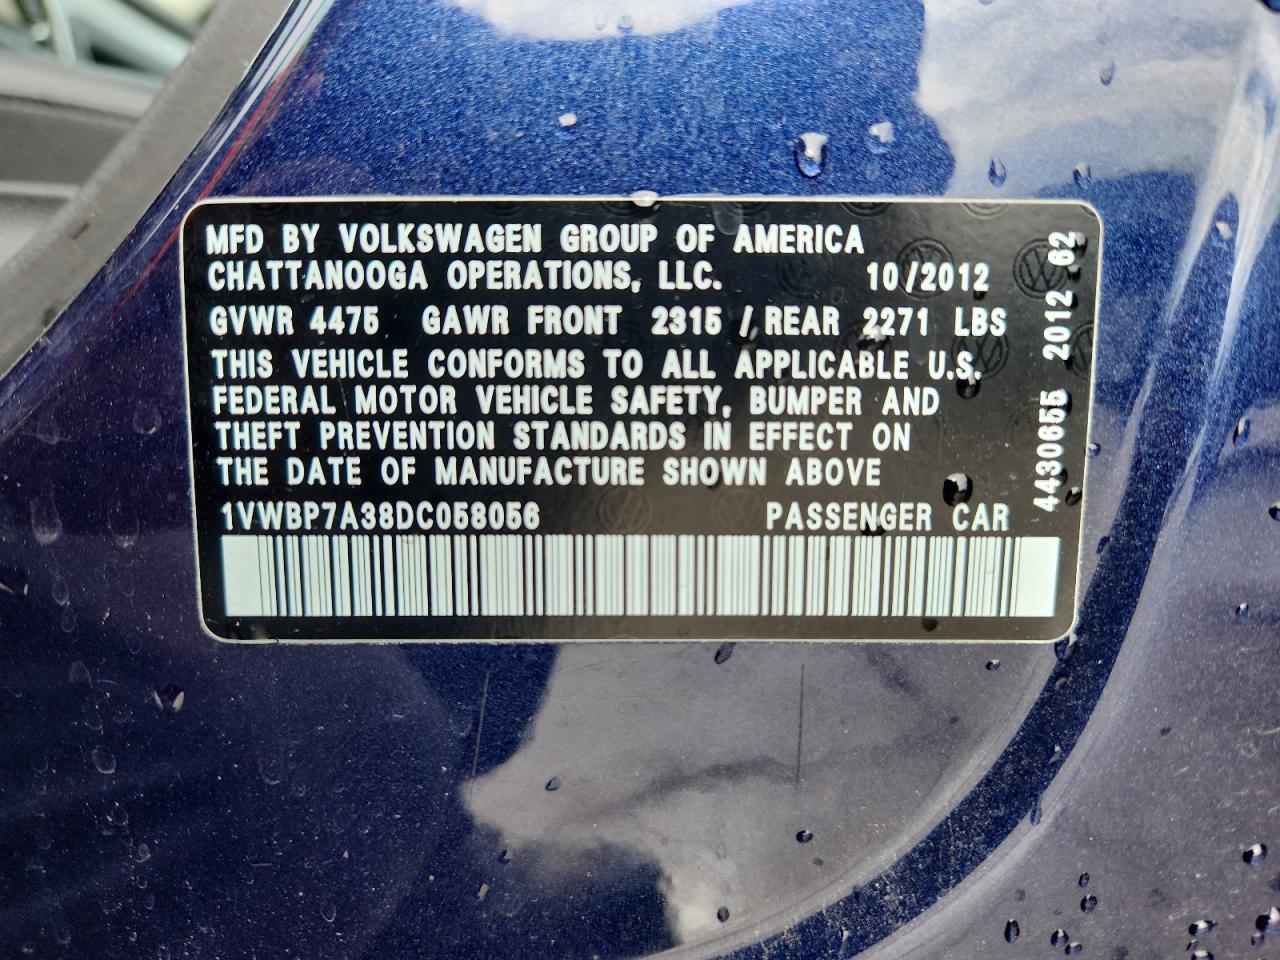 MFD BY VOLKSWAGEN GROUP OF AMERICA
CHATTANOOGA OPERATIONS, LLC. 10/2012
GVWR 4475 GAWR FRONT 2315 / REAR 2271 LBS
THIS VEHICLE CONFORMS TO ALL APPLICABLE U.S.
FEDERAL MOTOR VEHICLE SAFETY, BUMPER AND
THEFT PREVENTION STANDARDS IN EFFECT ON
THE DATE OF MANUFACTURE SHOWN ABOVE
1VWBP7A38DC058056 PASSENGER CAR
4430655 2012 62